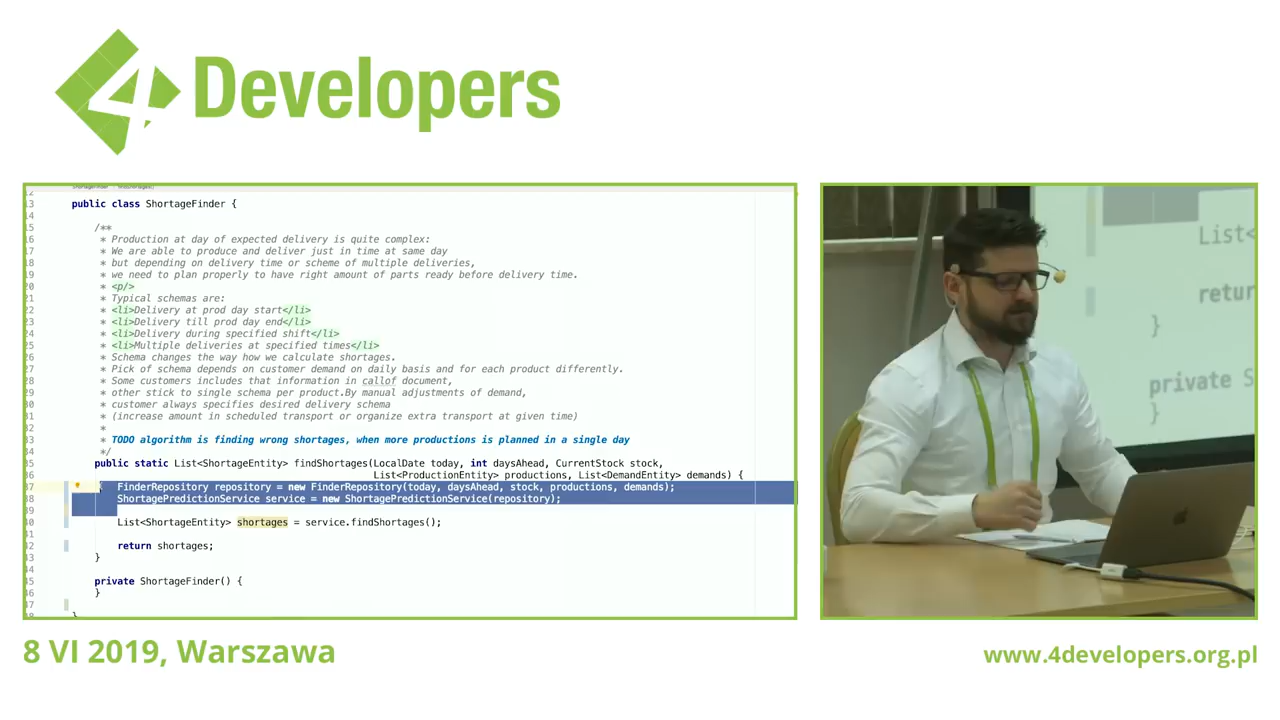 4Developers
public class ShortageFinder {
/**
* Production at day of expected delivery is quite complex:
* We are able to produce and deliver just in time at same day
* but depending on delivery time or scheme of multiple deliveries,
* we need to plan properly to have right amount of parts ready before delivery time.
* <p/>
* Typical schemas are:
* <li>Delivery at prod day start</li>
* <li>Delivery till prod day end</li>
* <li>Delivery during specified shift</li>
* <li>Multiple deliveries at specified times</li>
* Schema changes the way how we calculate shortages.
* Pick of schema depends on customer demand on daily basis and for each product differently.
* Some customers includes that information in callof document,
* other stick to single schema per product.By manual adjustments of demand,
* customer always specifies desired delivery schema
* (increase amount in scheduled transport or organize extra transport at given time)
*
* TODO algorithm is finding wrong shortages, when more productions is planned in a single day
*/
public static List<ShortageEntity> findShortages(LocalDate today, int daysAhead, CurrentStock stock,
List<ProductionEntity> productions, List<DemandEntity> demands) {
FinderRepository repository = new FinderRepository(today, daysAhead, stock, productions, demands);
ShortagePredictionService service = new ShortagePredictionService(repository);
List<ShortageEntity> shortages = service.findShortages();
return shortages;
}
private ShortageFinder() {
}
}
List<
retur
}
private S
}
8 VI 2019, Warszawa
www.4developers.org.pl